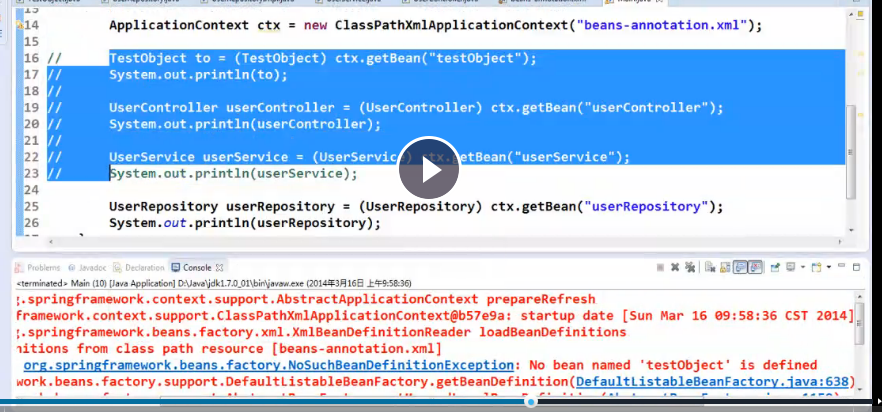 15
ApplicationContext ctx = new ClassPathXmlApplicationContext("beans-annotation.xml");
15
16 // TestObject to = (TestObject) ctx.getBean("testObject");
17 // System.out.println(to);
18 //
19 // UserController userController = (UserController) ctx.getBean("userController");
20 // System.out.println(userController);
21 //
22 // UserService userService = (UserService) ctx.getBean("userService");
23 // System.out.println(userService);
24
25 UserRepository userRepository = (UserRepository) ctx.getBean("userRepository");
26 System.out.println(userRepository);
Problems @ Javadoc Declaration Console
<terminated> Main (10) [Java Application] D:\Java\jdk1.7.0_01\bin\javaw.exe (2014年3月16日 上午9:58:36)
g.springframework.context.support.AbstractApplicationContext prepareRefresh
framework.context.support.ClassPathXmlApplicationContext@b57e9a: startup date [Sun Mar 16 09:58:36 CST 2014]
g.springframework.beans.factory.xml.XmlBeanDefinitionReader loadBeanDefinitions
nitions from class path resource [beans-annotation.xml]
org.springframework.beans.factory.NoSuchBeanDefinitionException: No bean named 'testObject' is defined
work.beans.factory.support.DefaultListableBeanFactory.getBeanDefinition(DefaultListableBeanFactory.java:638)